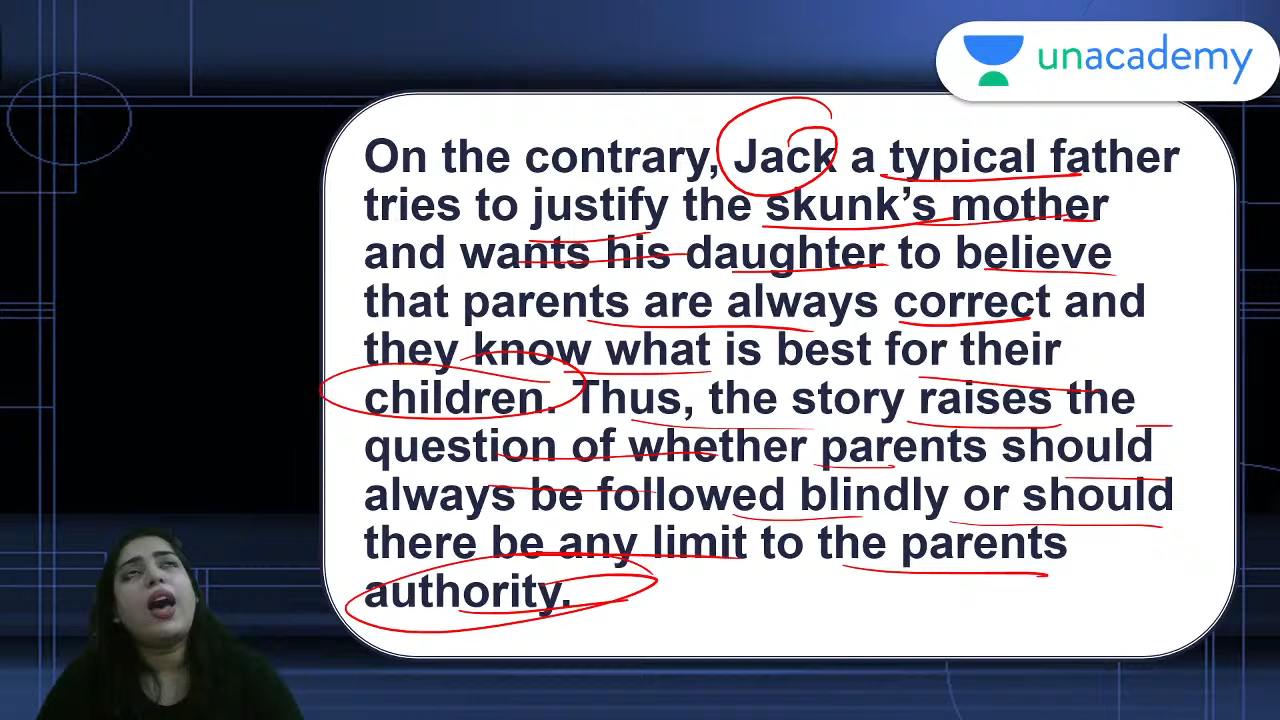 unacademy
On the contrary, Jack a typical father
tries to justify the skunk's mother
and wants his daughter to believe
that parents are always correct and
they know what is best for their
children. Thus, the story raises the
question of whether parents should
always be followed blindly or should
there be any limit to the parents
authority.